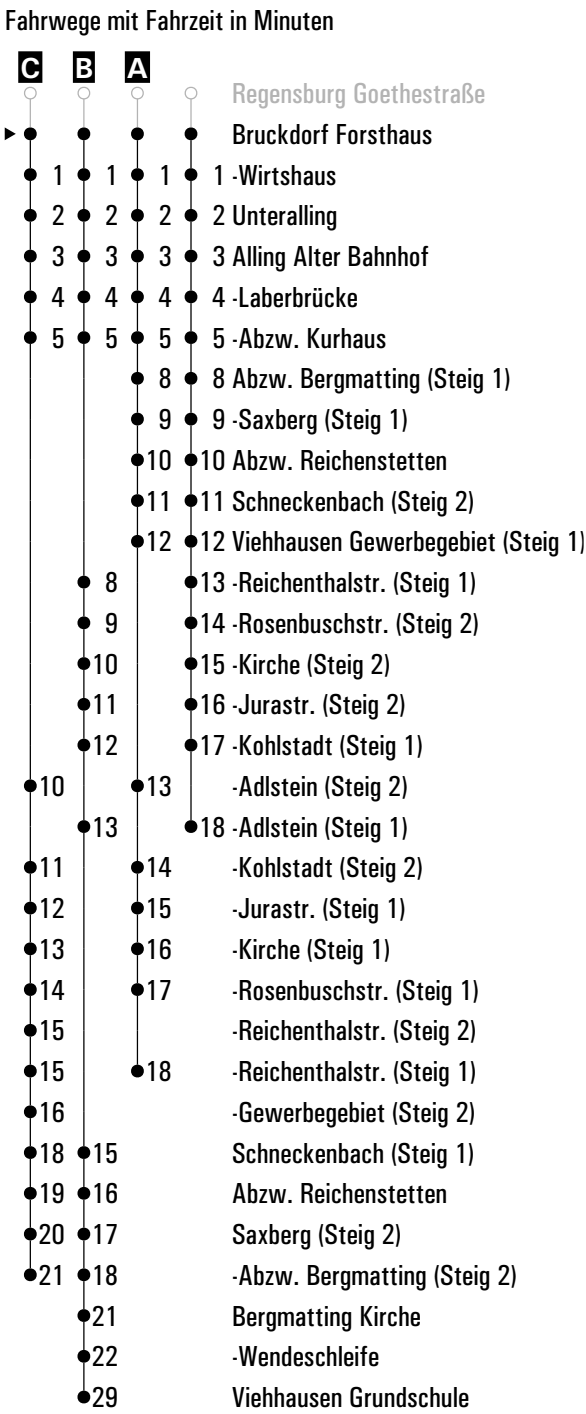 Fahrwege mit Fahrzeit in Minuten
C B A
Regensburg Goethestraße
Bruckdorf Forsthaus
1 1 1 1 -Wirtshaus
2 2 2 2 Unteralling
3 3 3 3 Alling Alter Bahnhof
4 4 4 4 -Laberbrücke
5 5 5 5 -Abzw. Kurhaus
8 8 Abzw. Bergmatting (Steig 1)
9 9 -Saxberg (Steig 1)
10 10 Abzw. Reichenstetten
11 11 Schneckenbach (Steig 2)
12 12 Viehhausen Gewerbegebiet (Steig 1)
8 13 -Reichenthalstr. (Steig 1)
9 14 -Rosenbuschstr. (Steig 2)
10 15 -Kirche (Steig 2)
11 16 -Jurastr. (Steig 2)
12 17 -Kohlstadt (Steig 1)
10 13 -Adlstein (Steig 2)
13 18 -Adlstein (Steig 1)
11 14 -Kohlstadt (Steig 2)
12 15 -Jurastr. (Steig 1)
13 16 -Kirche (Steig 1)
14 17 -Rosenbuschstr. (Steig 1)
15 -Reichenthalstr. (Steig 2)
15 18 -Reichenthalstr. (Steig 1)
16 -Gewerbegebiet (Steig 2)
18 15 Schneckenbach (Steig 1)
19 16 Abzw. Reichenstetten
20 17 Saxberg (Steig 2)
21 18 -Abzw. Bergmatting (Steig 2)
21 Bergmatting Kirche
22 -Wendeschleife
29 Viehhausen Grundschule